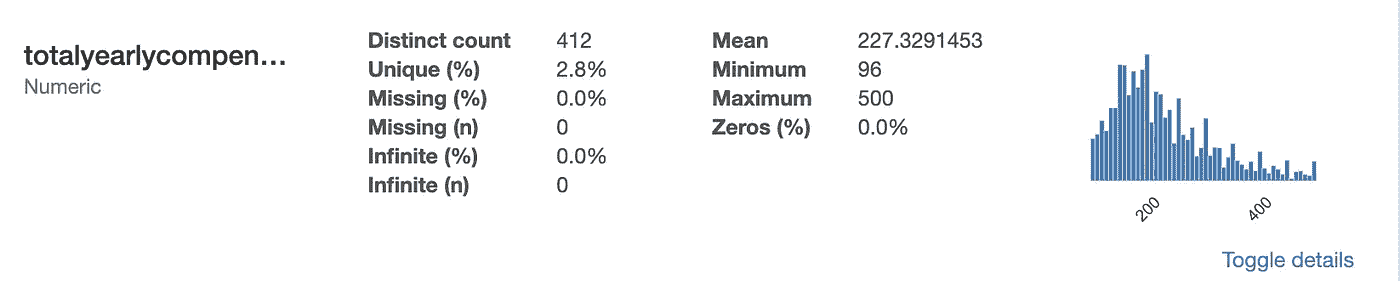 totalyearlycompen...
Numeric
Distinct count 412
Unique (%) 2.8%
Missing (%) 0.0%
Missing (n) 0
Infinite (%) 0.0%
Infinite (n) 0
Mean 227.3291453
Minimum 96
Maximum 500
Zeros (%) 0.0%
200
400
Toggle details